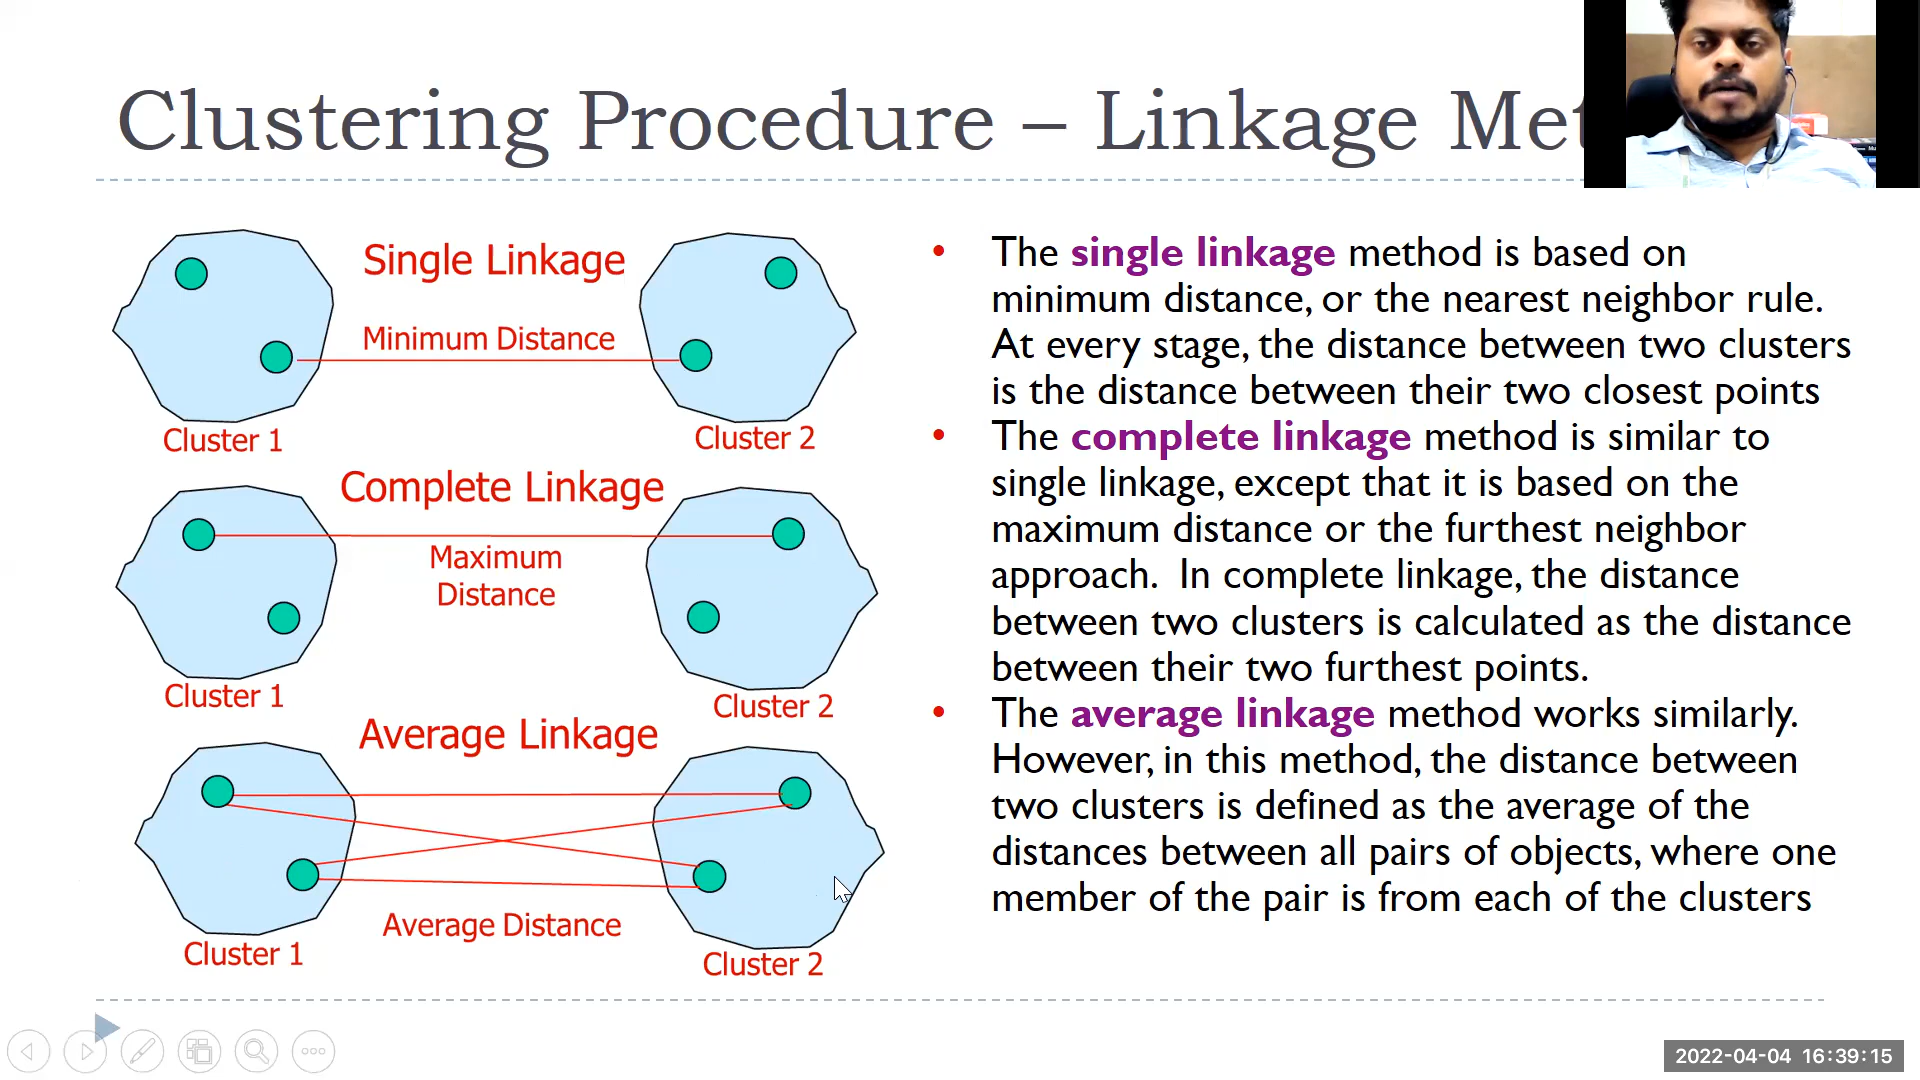 Clustering Procedure – Linkage Met
Single Linkage
Minimum Distance
Cluster 1
Cluster 2
Complete Linkage
Maximum
Distance
Cluster 1
Cluster 2
Average Linkage
Average Distance
Cluster 1
Cluster 2
• The single linkage method is based on
minimum distance, or the nearest neighbor rule.
At every stage, the distance between two clusters
is the distance between their two closest points
• The complete linkage method is similar to
single linkage, except that it is based on the
maximum distance or the furthest neighbor
approach. In complete linkage, the distance
between two clusters is calculated as the distance
between their two furthest points.
• The average linkage method works similarly.
However, in this method, the distance between
two clusters is defined as the average of the
distances between all pairs of objects, where one
member of the pair is from each of the clusters
2022-04-04 16:39:15